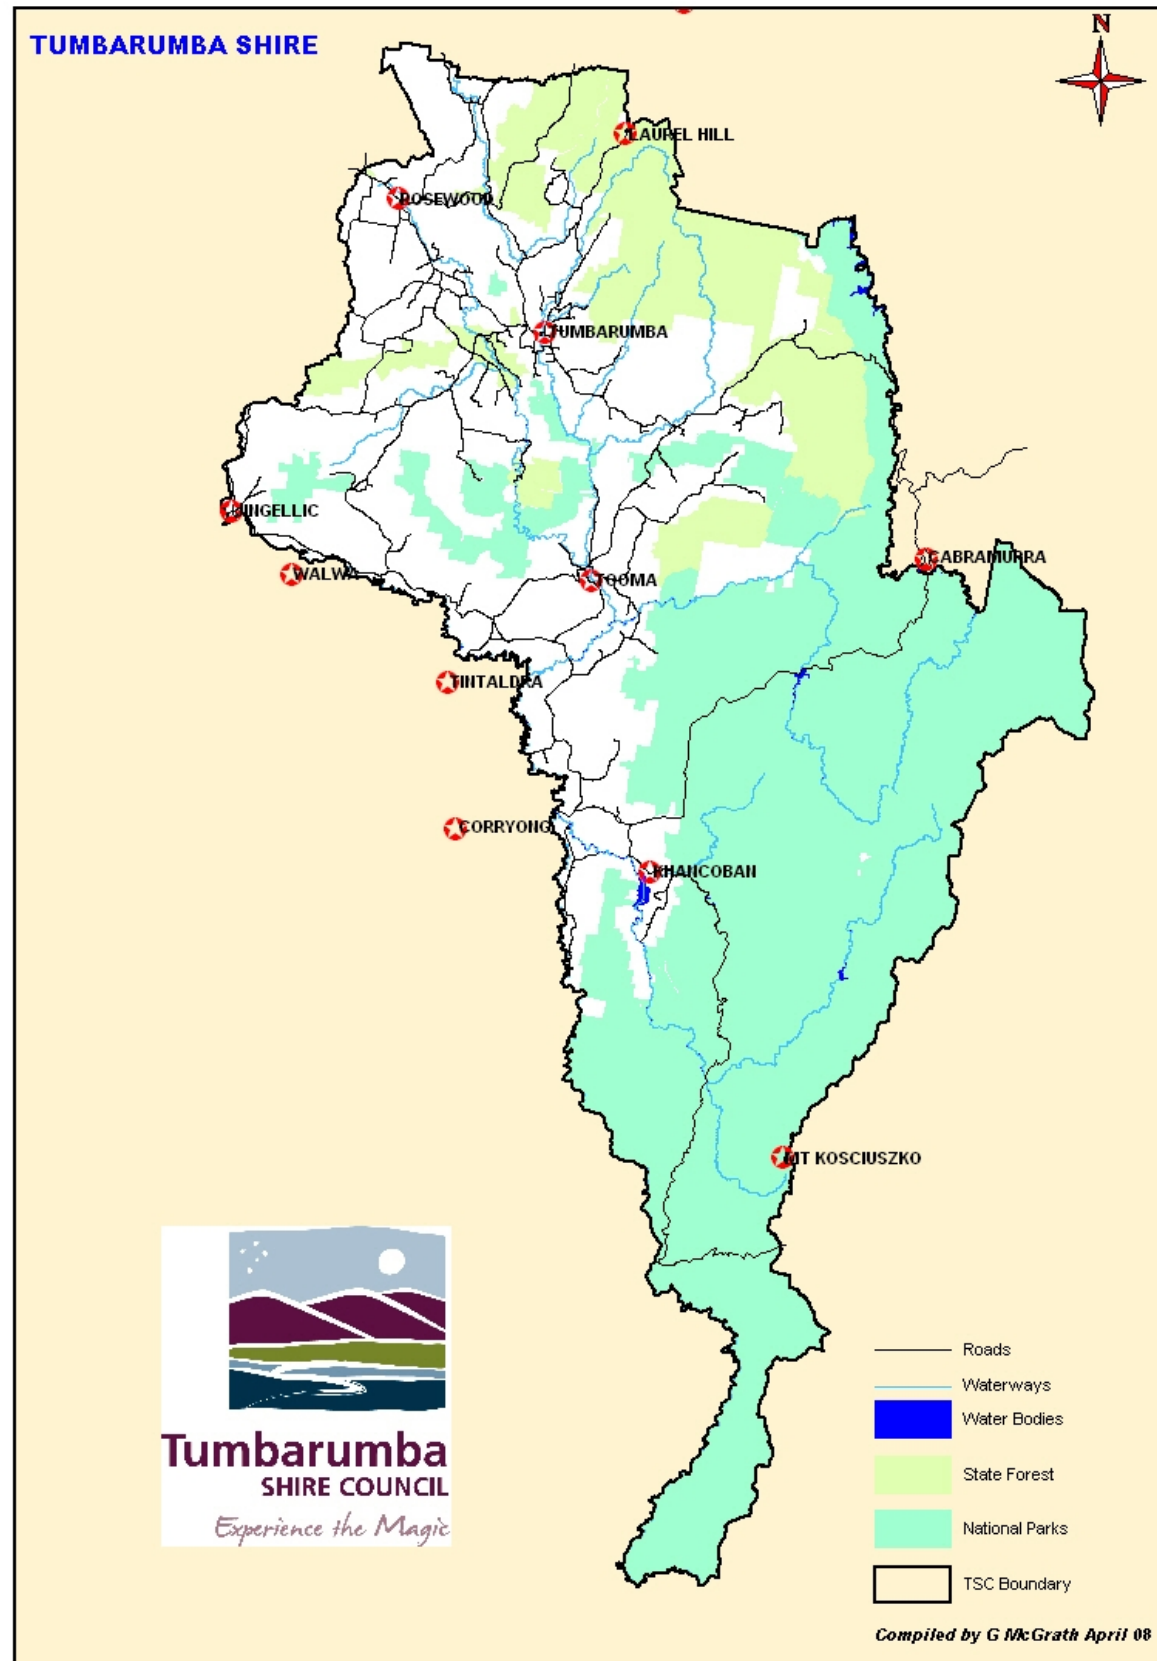 TUMBARUMBA SHIRE
N
LAUREL HILL
ROSEWOOD
TUMBARUMBA
JINGELLIC
CABRAMURRA
WALWA
TOOMA
TINTALDRA
CORRYONG
KHANCOBAN
MT KOSCIUSZKO
Tumbarumba
SHIRE COUNCIL
Experience the Magic
Roads
Waterways
Water Bodies
State Forest
National Parks
TSC Boundary
Compiled by G McGrath April 08